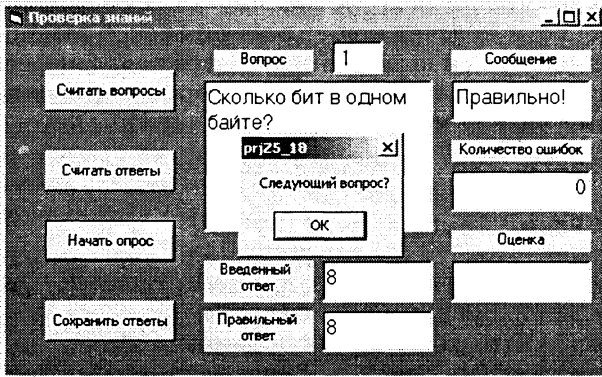 Проверка знаний
Вопрос
1
Сообщение
Считать вопросы
Сколько бит в одном
байте?
Правильно!
prj25_18
Количество ошибок
Следующий вопрос?
0
Считать ответы
OK
Начать опрос
Оценка
Введенный
ответ
8
Сохранить ответы
Правильный
ответ
8